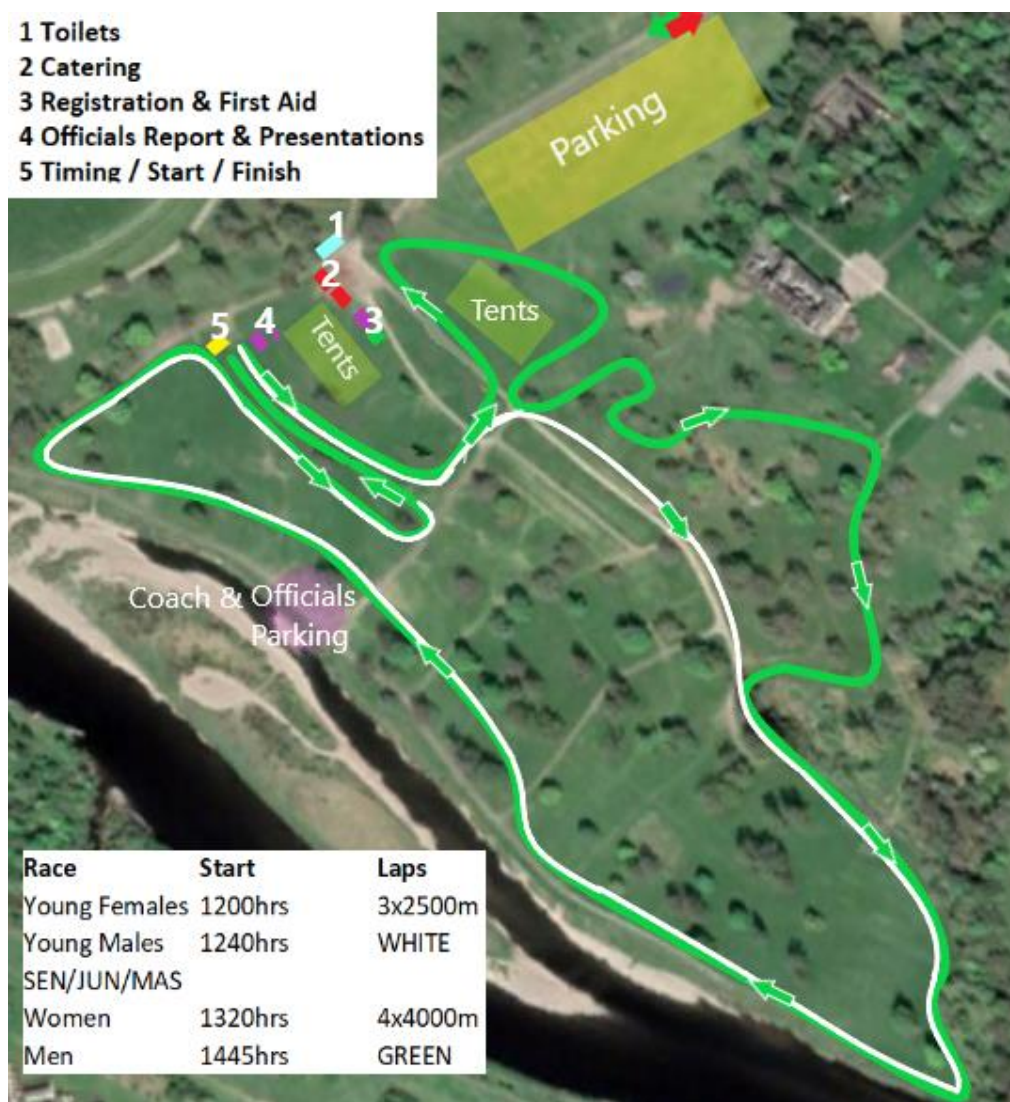 1 Toilets
2 Catering
3 Registration & First Aid
4 Officials Report & Presentations
5 Timing / Start / Finish
Parking
1
2
3
4
5
Tents
Tents
Coach & Officials
Parking
Race Start Laps
Young Females 1200hrs 3x2500m
Young Males 1240hrs WHITE
SEN/JUN/MAS
Women 1320hrs 4x4000m
Men 1445hrs GREEN